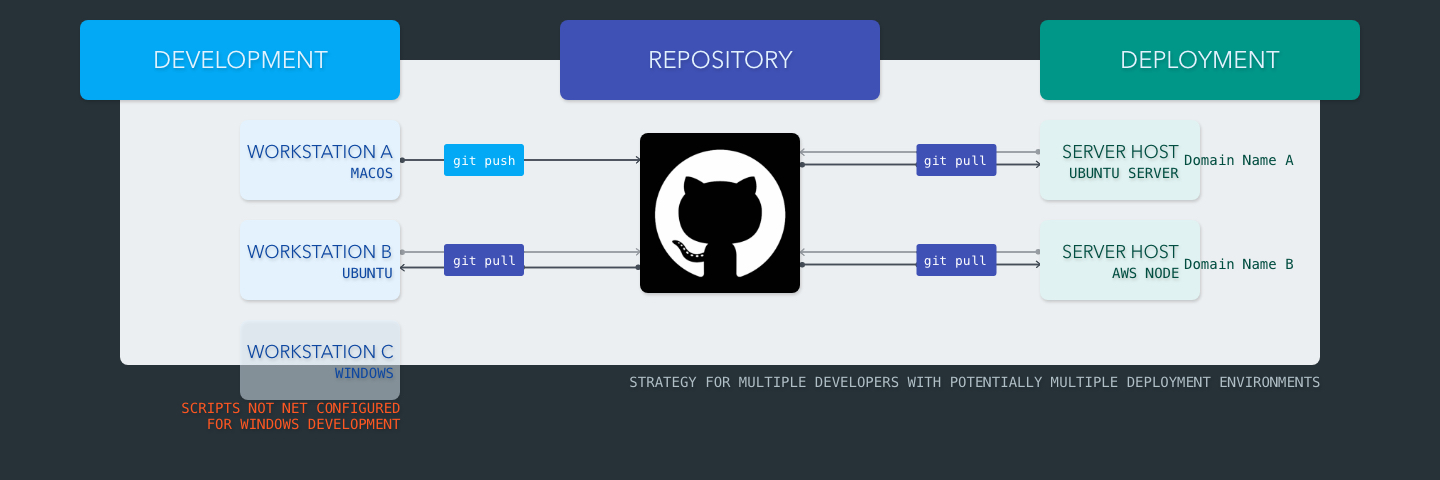 DEVELOPMENT
REPOSITORY
DEPLOYMENT
WORKSTATION A
MACOS
git push
git pull
SERVER HOST
UBUNTU SERVER
Domain Name A
WORKSTATION B
UBUNTU
git pull
git pull
SERVER HOST
AWS NODE
Domain Name B
WORKSTATION C
WINDOWS
SCRIPTS NOT NET CONFIGURED
FOR WINDOWS DEVELOPMENT
STRATEGY FOR MULTIPLE DEVELOPERS WITH POTENTIALLY MULTIPLE DEPLOYMENT ENVIRONMENTS